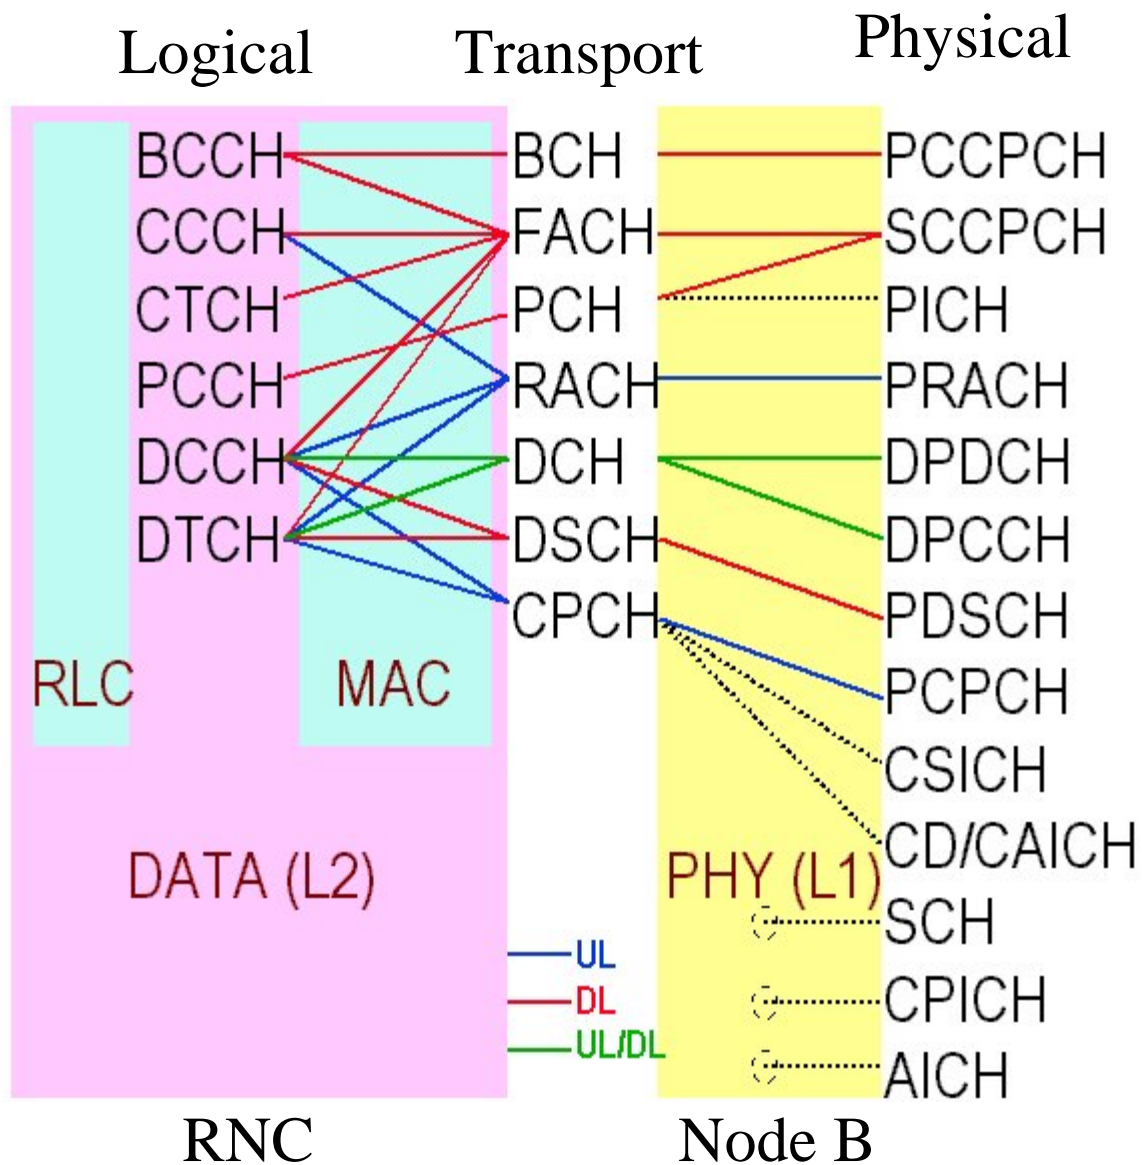 Logical Transport Physical
BCCH BCH PCCPCH
CCCH FACH SCCPCH
CTCH PCH PICH
PCCH RACH PRACH
DCCH DCH DPDCH
DTCH DSCH DPCCH
CPCH PDSCH
RLC MAC PCPCH
CSICH
CD/CAICH
DATA (L2) PHY (L1)
SCH
UL
DL CPICH
UL/DL
AICH
RNC Node B